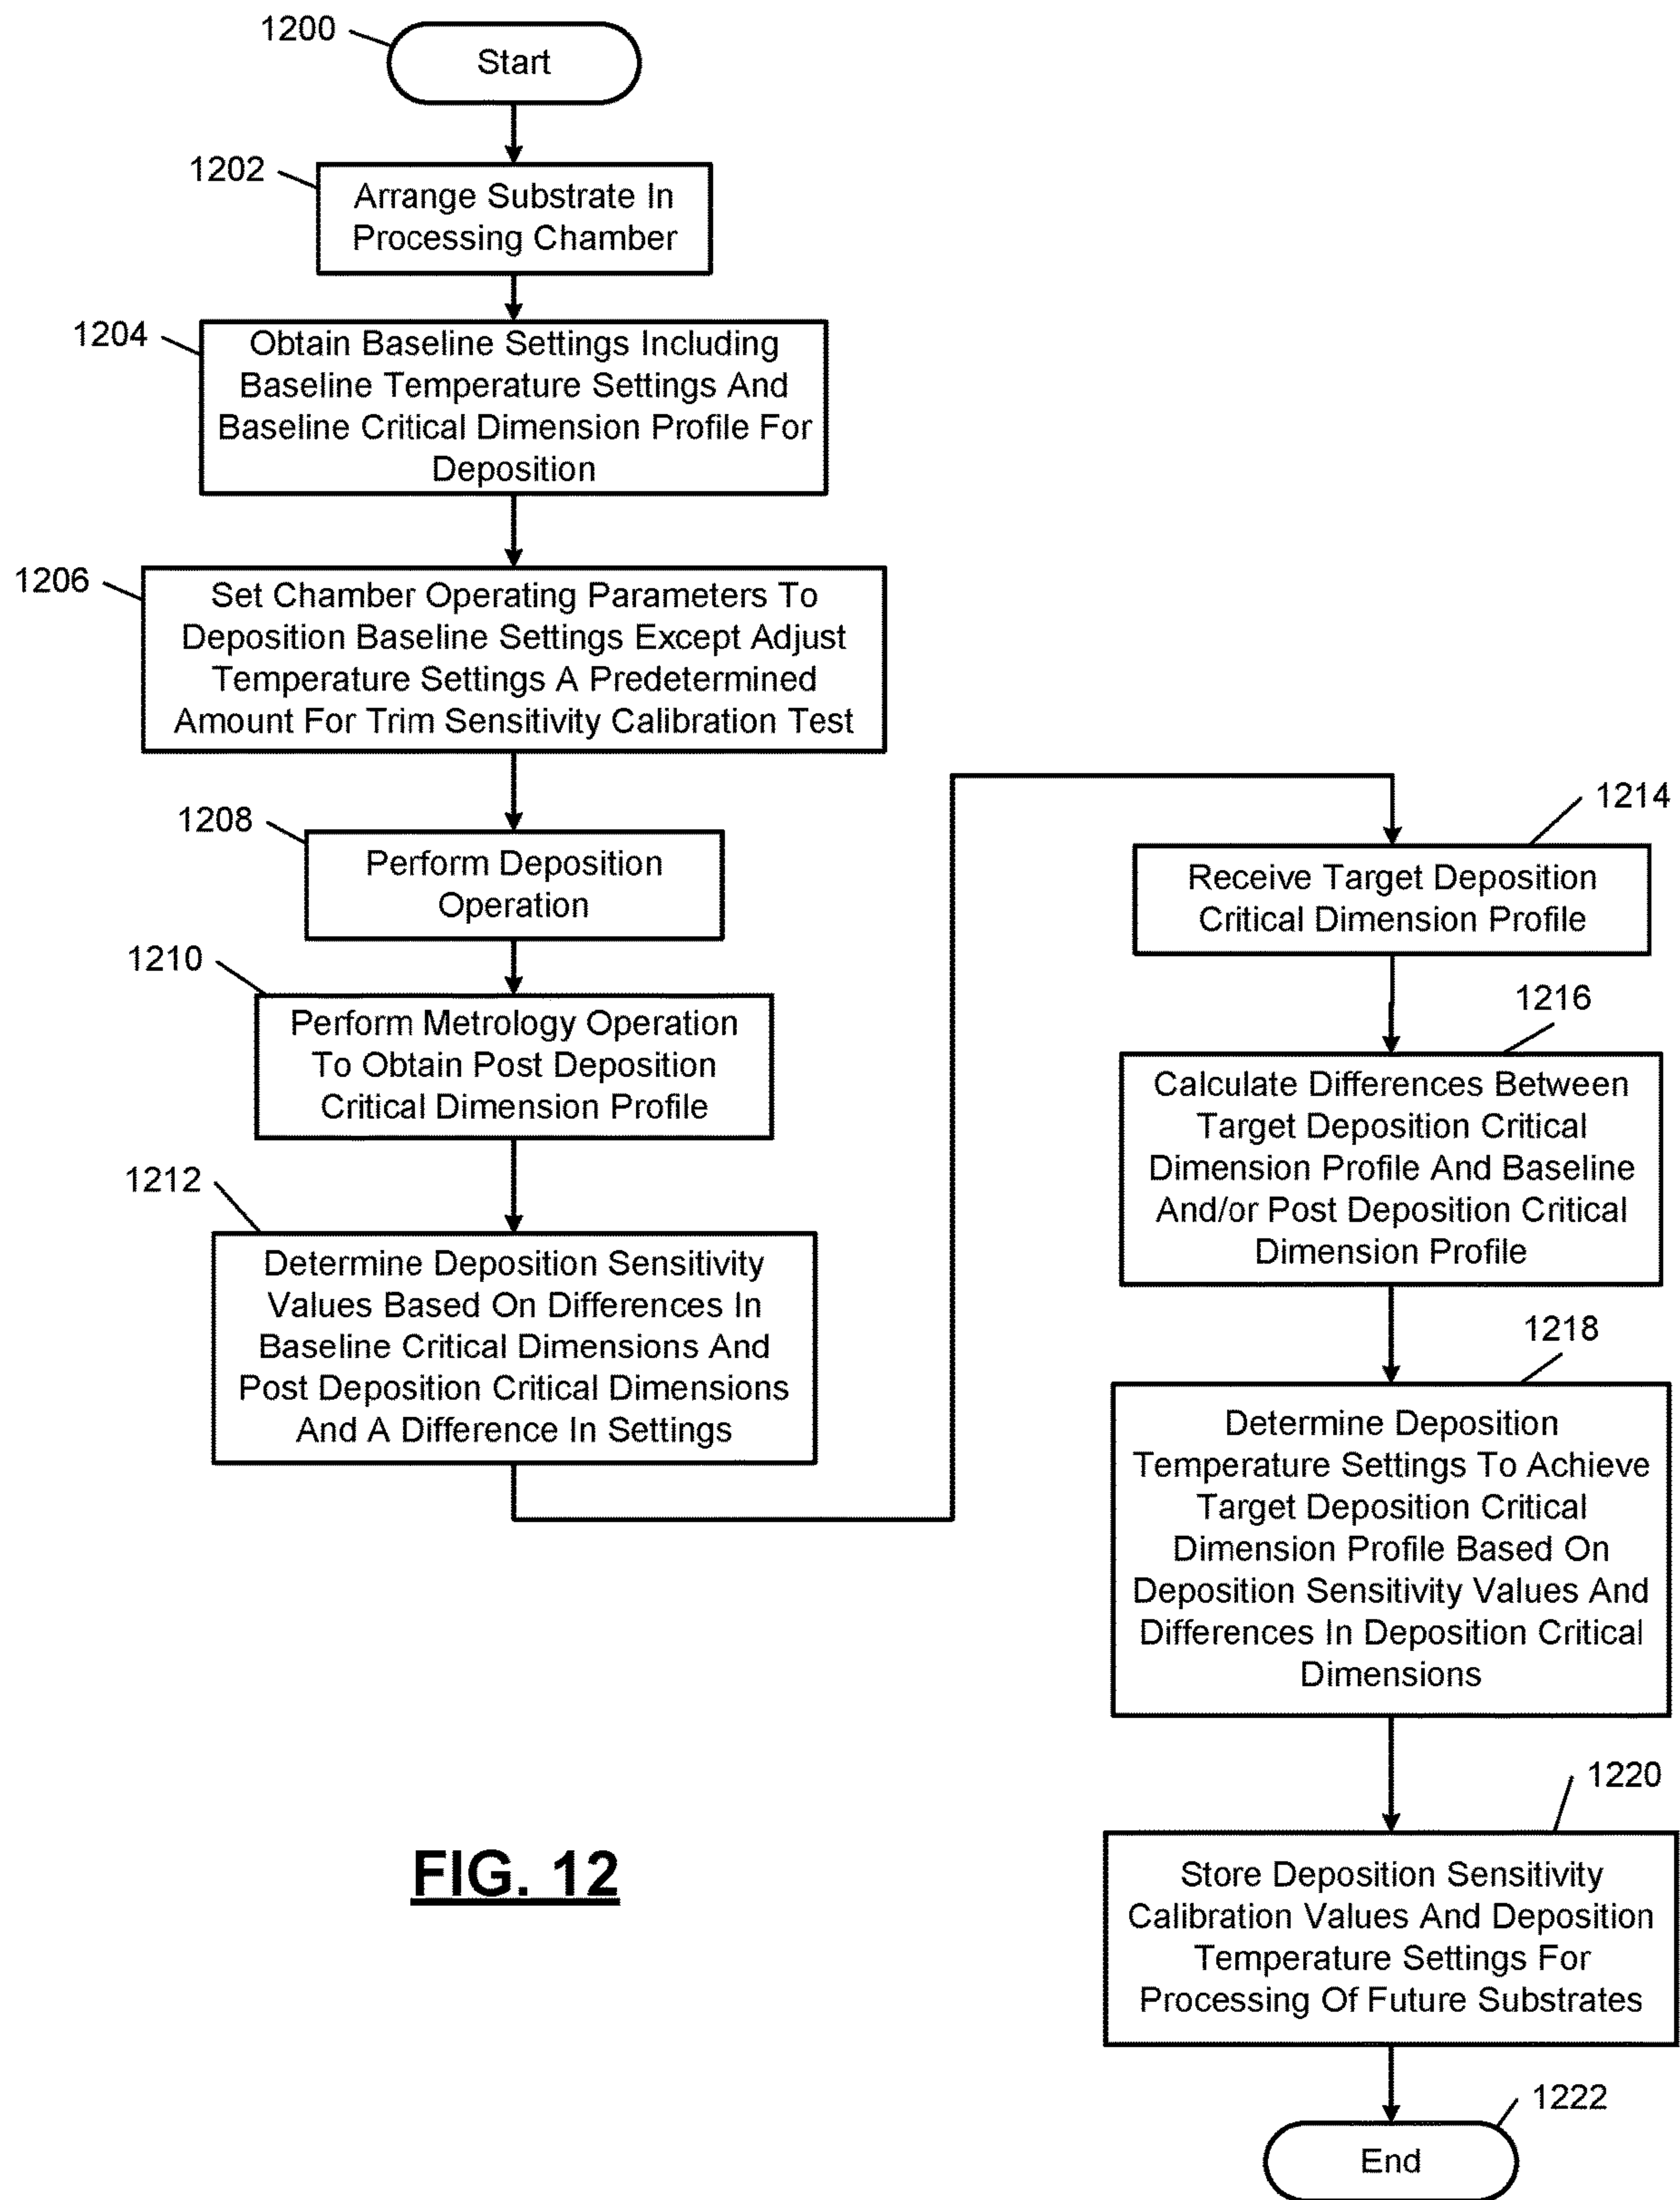 1200
Start
1202
Arrange Substrate In
Processing Chamber
1204
Obtain Baseline Settings Including
Baseline Temperature Settings And
Baseline Critical Dimension Profile For
Deposition
1206
Set Chamber Operating Parameters To
Deposition Baseline Settings Except Adjust
Temperature Settings A Predetermined
Amount For Trim Sensitivity Calibration Test
1208
Perform Deposition
Operation
1210
Perform Metrology Operation
To Obtain Post Deposition
Critical Dimension Profile
1212
Determine Deposition Sensitivity
Values Based On Differences In
Baseline Critical Dimensions And
Post Deposition Critical Dimensions
And A Difference In Settings
1214
Receive Target Deposition
Critical Dimension Profile
1216
Calculate Differences Between
Target Deposition Critical
Dimension Profile And Baseline
And/or Post Deposition Critical
Dimension Profile
1218
Determine Deposition
Temperature Settings To Achieve
Target Deposition Critical
Dimension Profile Based On
Deposition Sensitivity Values And
Differences In Deposition Critical
Dimensions
1220
Store Deposition Sensitivity
Calibration Values And Deposition
Temperature Settings For
Processing Of Future Substrates
1222
End
FIG. 12